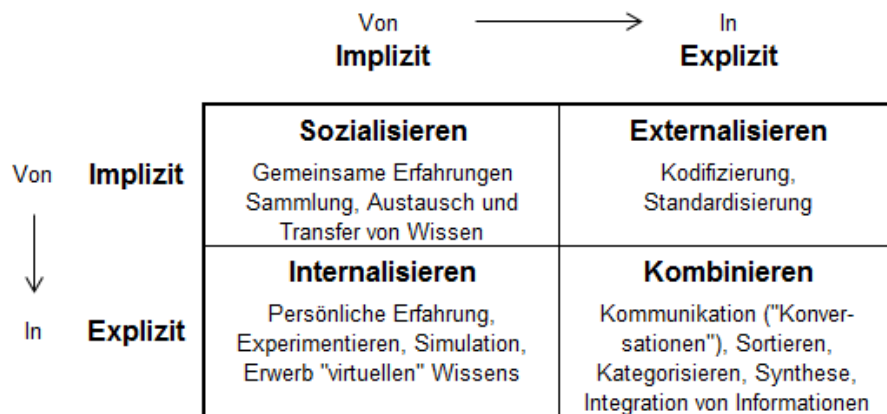 Von In
Implizit Explizit
Sozialisieren Externalisieren
Von Implizit
Gemeinsame Erfahrungen
Sammlung, Austausch und
Transfer von Wissen
Kodifizierung,
Standardisierung
Internalisieren Kombinieren
In Explizit
Persönliche Erfahrung,
Experimentieren, Simulation,
Erwerb "virtuellen" Wissens
Kommunikation ("Konver-
sationen"), Sortieren,
Kategorisieren, Synthese,
Integration von Informationen